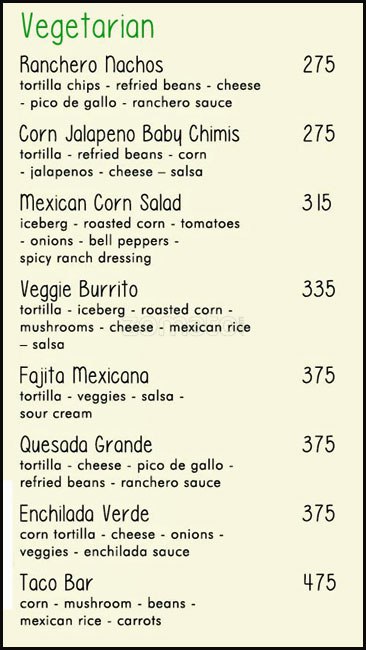 Vegetarian
Ranchero Nachos 275
tortilla chips - refried beans - cheese
- pico de gallo - ranchero sauce
Corn Jalapeno Baby Chimis 275
tortilla - refried beans - corn
- jalapenos - cheese – salsa
Mexican Corn Salad 315
iceberg - roasted corn - tomatoes
- onions - bell peppers -
spicy ranch dressing
Veggie Burrito 335
tortilla - iceberg - roasted corn -
mushrooms - cheese - mexican rice
– salsa
Fajita Mexicana 375
tortilla - veggies - salsa -
sour cream
Quesada Grande 375
tortilla - cheese - pico de gallo -
refried beans - ranchero sauce
Enchilada Verde 375
corn tortilla - cheese - onions -
veggies - enchilada sauce
Taco Bar 475
corn - mushroom - beans -
mexican rice - carrots